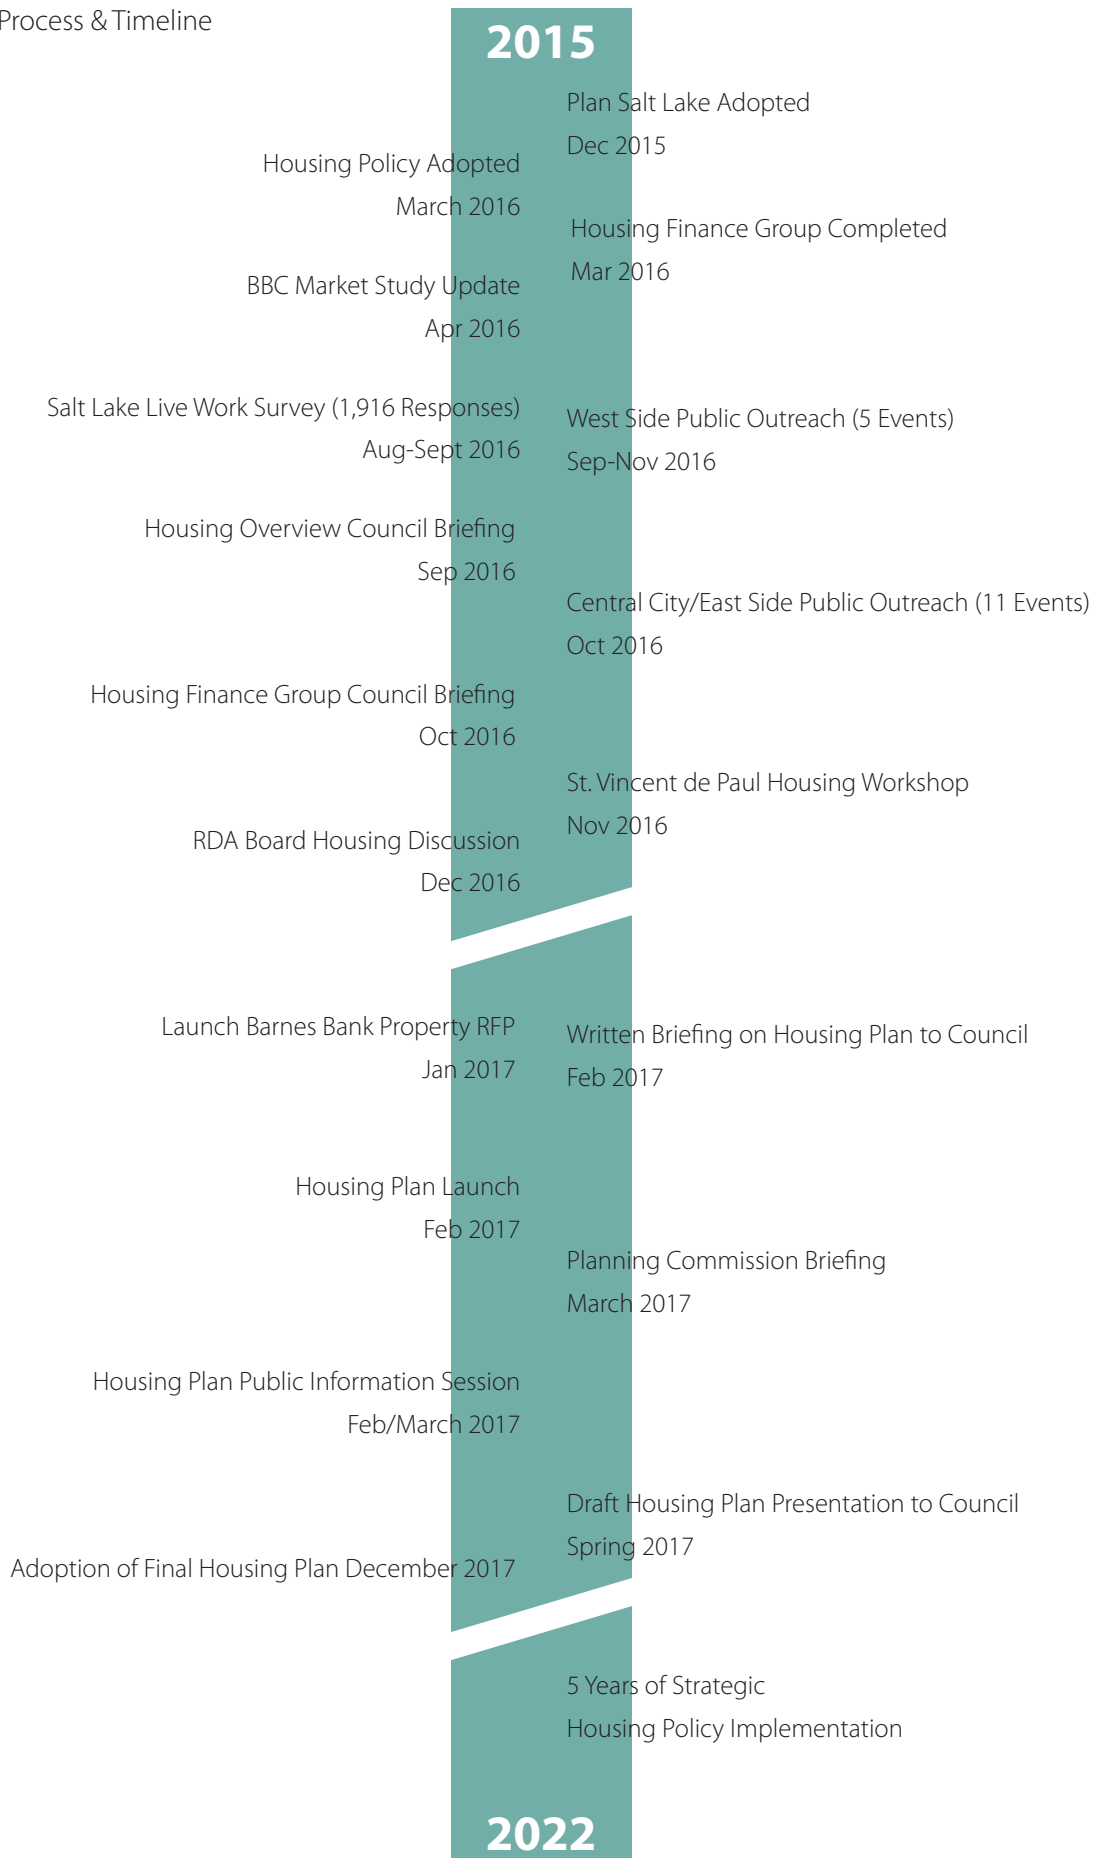 Process & Timeline
2015
Plan Salt Lake Adopted
Dec 2015
Housing Policy Adopted
March 2016
Housing Finance Group Completed
Mar 2016
BBC Market Study Update
Apr 2016
Salt Lake Live Work Survey (1,916 Responses)
Aug-Sept 2016
West Side Public Outreach (5 Events)
Sep-Nov 2016
Housing Overview Council Briefing
Sep 2016
Central City/East Side Public Outreach (11 Events)
Oct 2016
Housing Finance Group Council Briefing
Oct 2016
St. Vincent de Paul Housing Workshop
Nov 2016
RDA Board Housing Discussion
Dec 2016
Launch Barnes Bank Property RFP
Jan 2017
Written Briefing on Housing Plan to Council
Feb 2017
Housing Plan Launch
Feb 2017
Planning Commission Briefing
March 2017
Housing Plan Public Information Session
Feb/March 2017
Draft Housing Plan Presentation to Council
Spring 2017
Adoption of Final Housing Plan December 2017
5 Years of Strategic
Housing Policy Implementation
2022